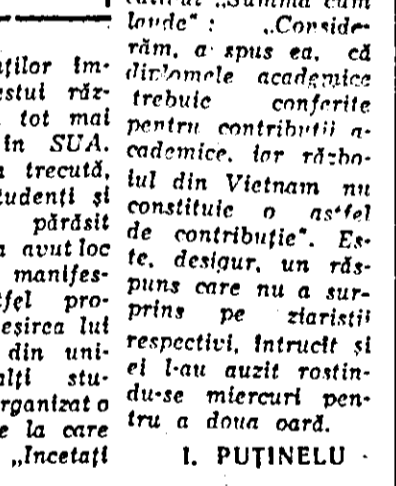 ților îm-
estui răz-
tot mai
în SUA.
trecută,
tudenți și
părăsit
avut loc
manifes-
tfel pro-
eșirea lui
din uni-
alți stu-
rganizat o
e la care
„Încetați
„Summa cum
laude" : „Conside-
răm, a spus ea, că
diplomele academice
trebuie conferite
pentru contribuții a-
cademice, iar războ-
iul din Vietnam nu
constituie o astfel
de contribuție". Es-
te, desigur, un răs-
puns care nu a sur-
prins pe ziariștii
respectivi, întrucît și
ei l-au auzit rostin-
du-se miercuri pen-
tru a doua oară.
I. PUȚINELU